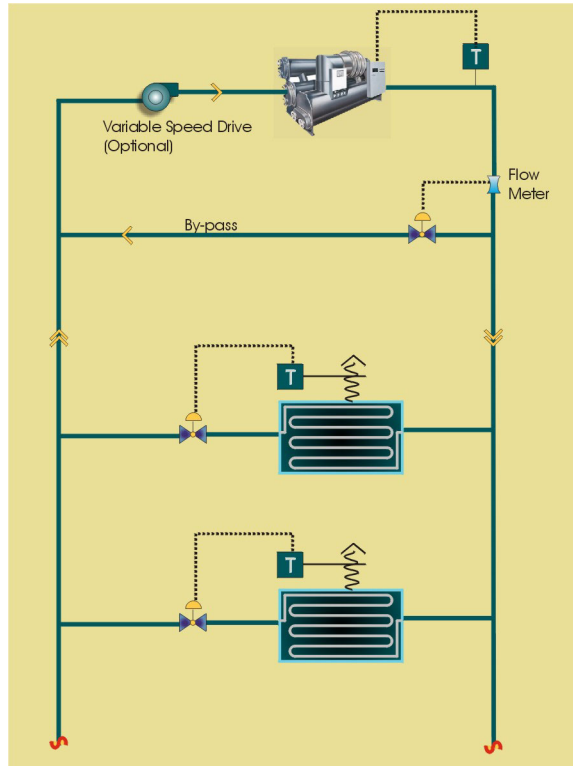 T
Variable Speed Drive
(Optional)
Flow
Meter
By-pass
T
T